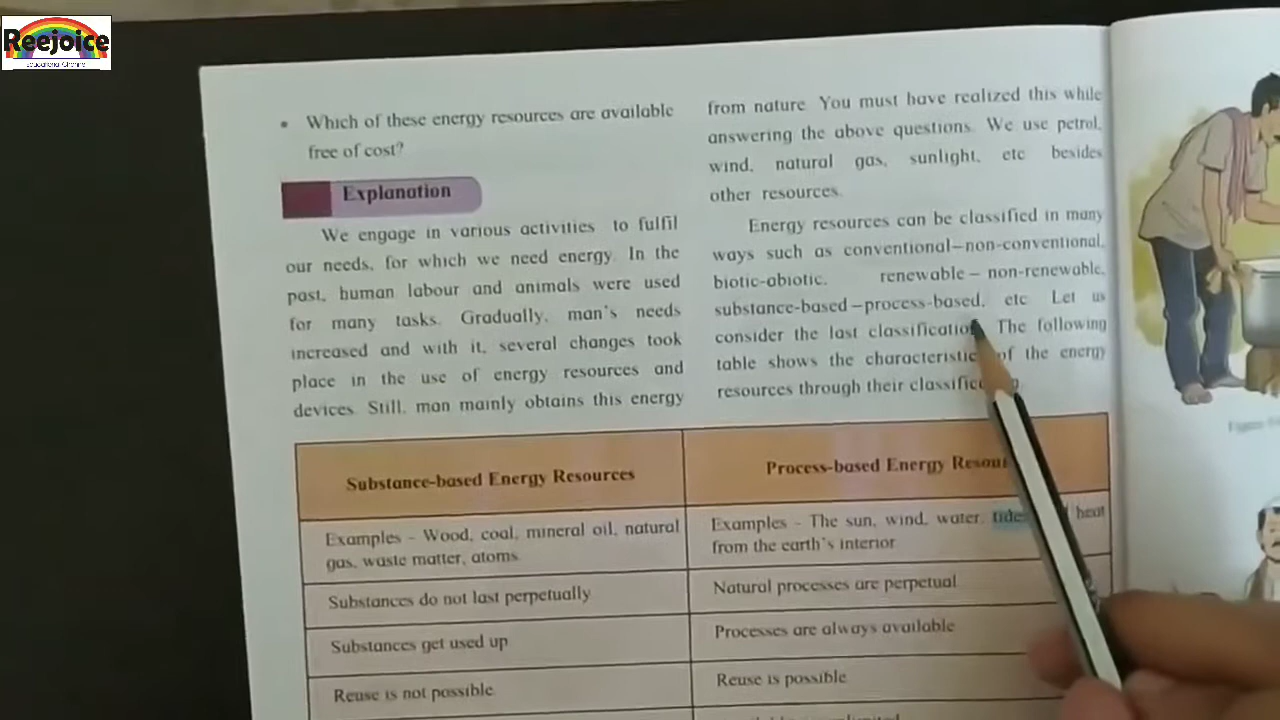 Reejoice
Educational Channel
• Which of these energy resources are available
free of cost?
Explanation
We engage in various activities to fulfil
our needs, for which we need energy. In the
past, human labour and animals were used
for many tasks. Gradually, man's needs
increased and with it, several changes took
place in the use of energy resources and
devices. Still, man mainly obtains this energy
from nature. You must have realized this while
answering the above questions. We use petrol,
wind, natural gas, sunlight, etc besides
other resources.
Energy resources can be classified in many
ways such as conventional–non-conventional,
biotic-abiotic, renewable – non-renewable,
substance-based –process-based, etc Let us
consider the last classification. The following
table shows the characteristic of the energy
resources through their
Substance-based Energy Resources
Process-based Energy
Examples - Wood, coal, mineral oil, natural
gas, waste matter, atoms.
Examples - The sun, wind, water, heat
from the earth's interior
Substances do not last perpetually
Natural processes are perpetual
Substances get used up
Processes are always available
Reuse is not possible
Reuse is possible